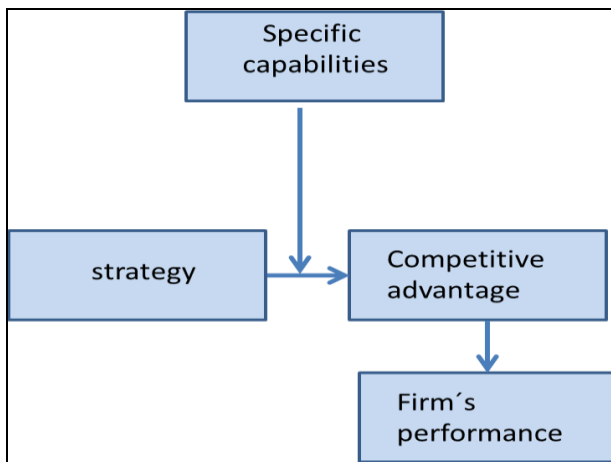 Specific
capabilities
strategy
Competitive
advantage
Firm´s
performance